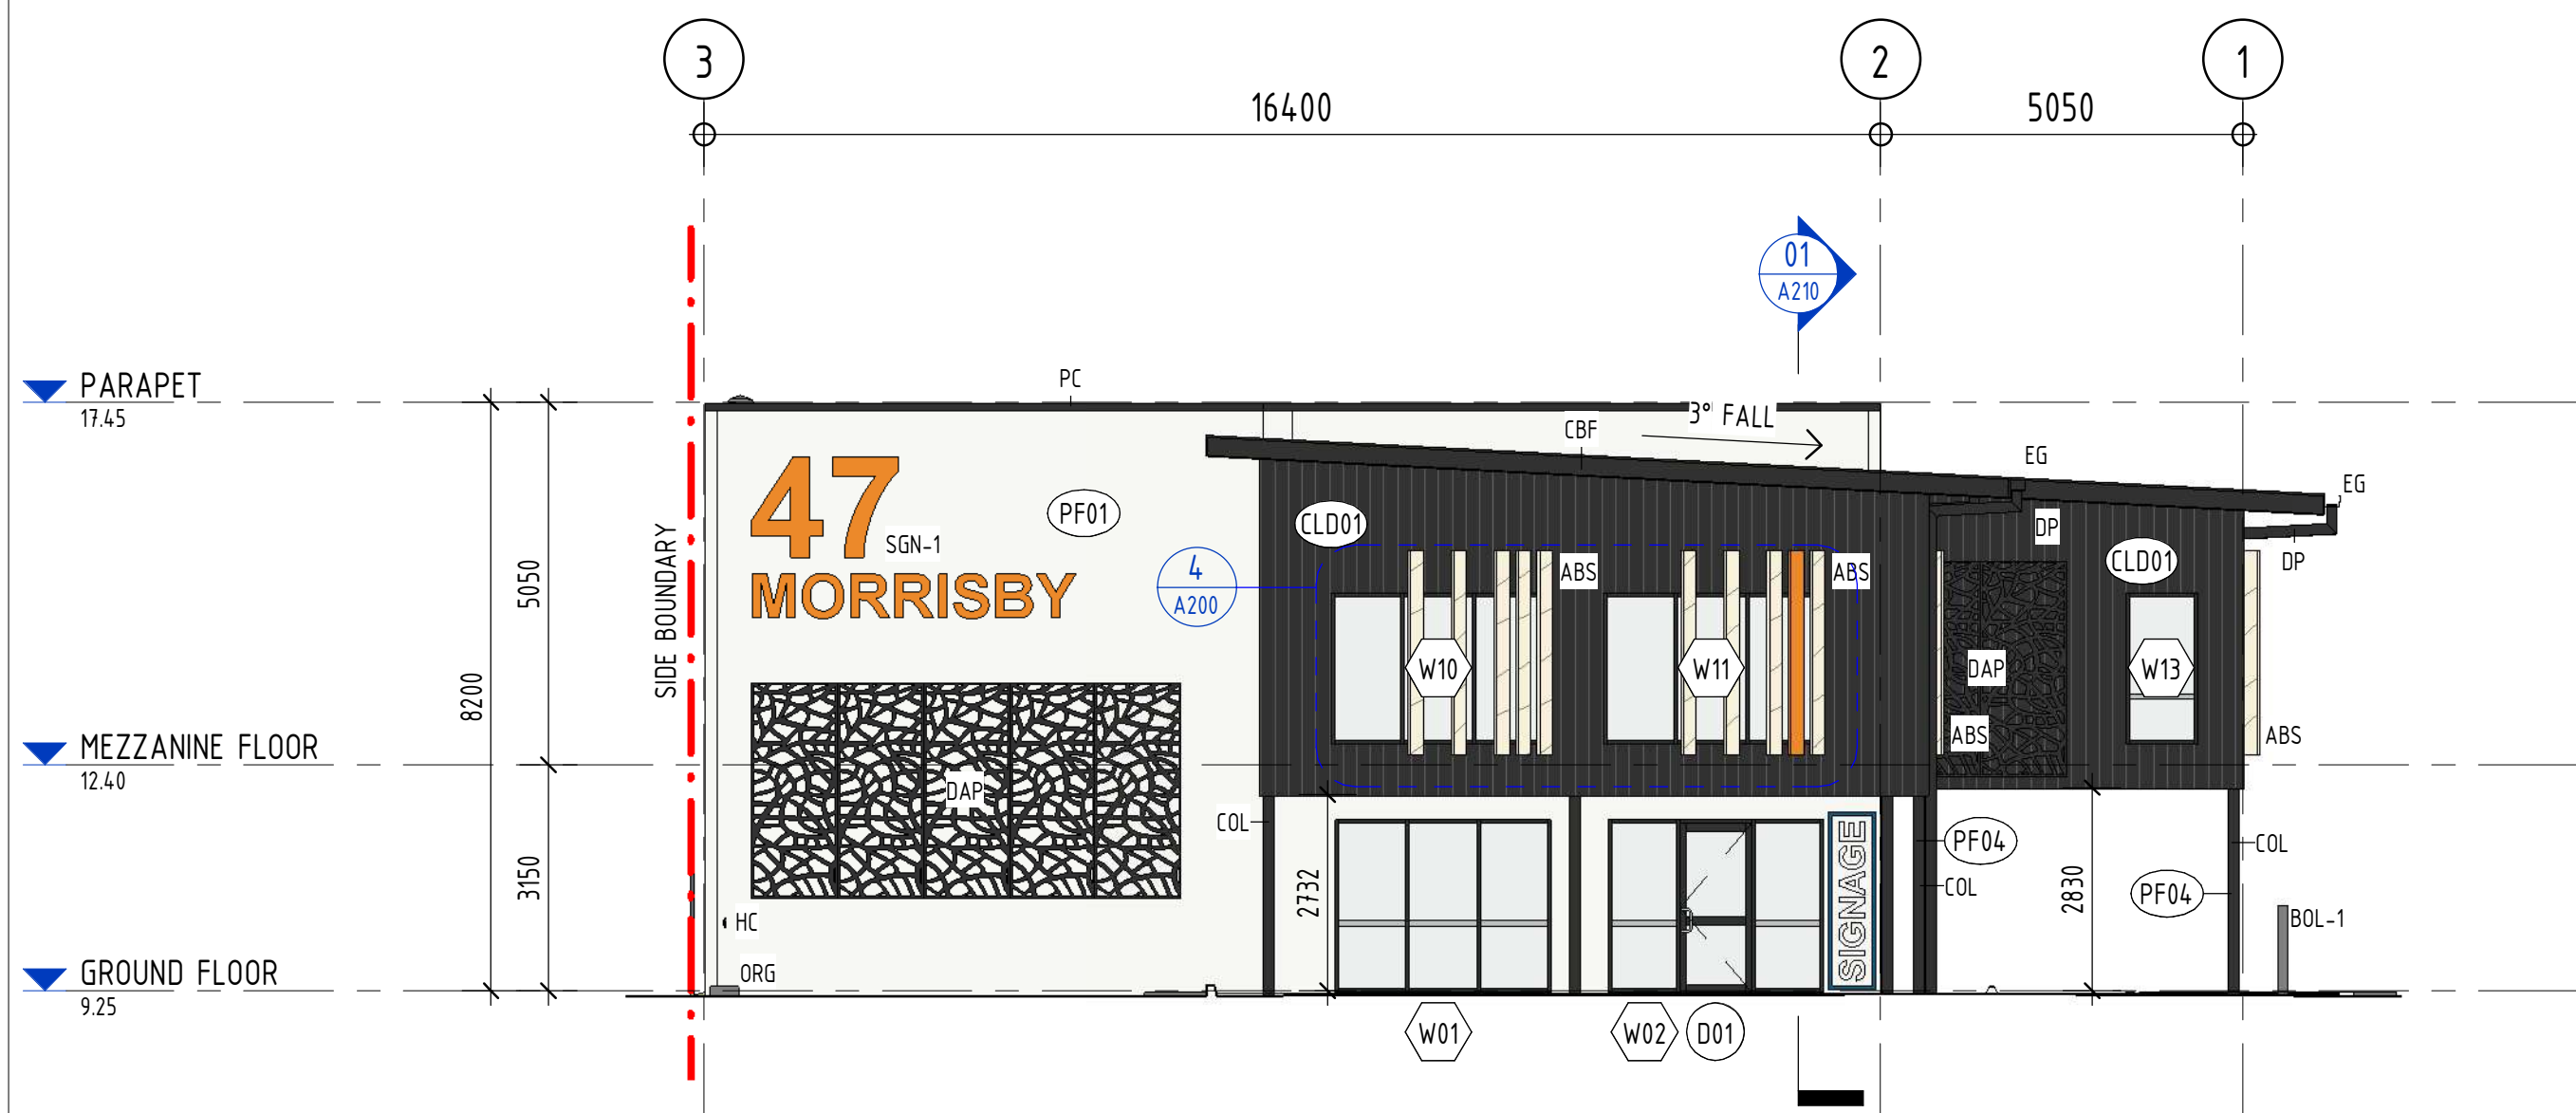 3
2
1
16400
5050
01
A210
PARAPET
17.45
PC
3° FALL
CBF
EG
EG
47
MORRISBY
SGN-1
PF01
CLD01
DP
DP
CLD01
SIDE BOUNDARY
5050
8200
4
A200
ABS
ABS
W10
W11
DAP
W13
ABS
ABS
MEZZANINE FLOOR
12.40
DAP
COL
PF04
COL
COL
3150
2732
2830
PF04
SIGNAGE
HC
BOL-1
GROUND FLOOR
9.25
ORG
W01
W02
D01